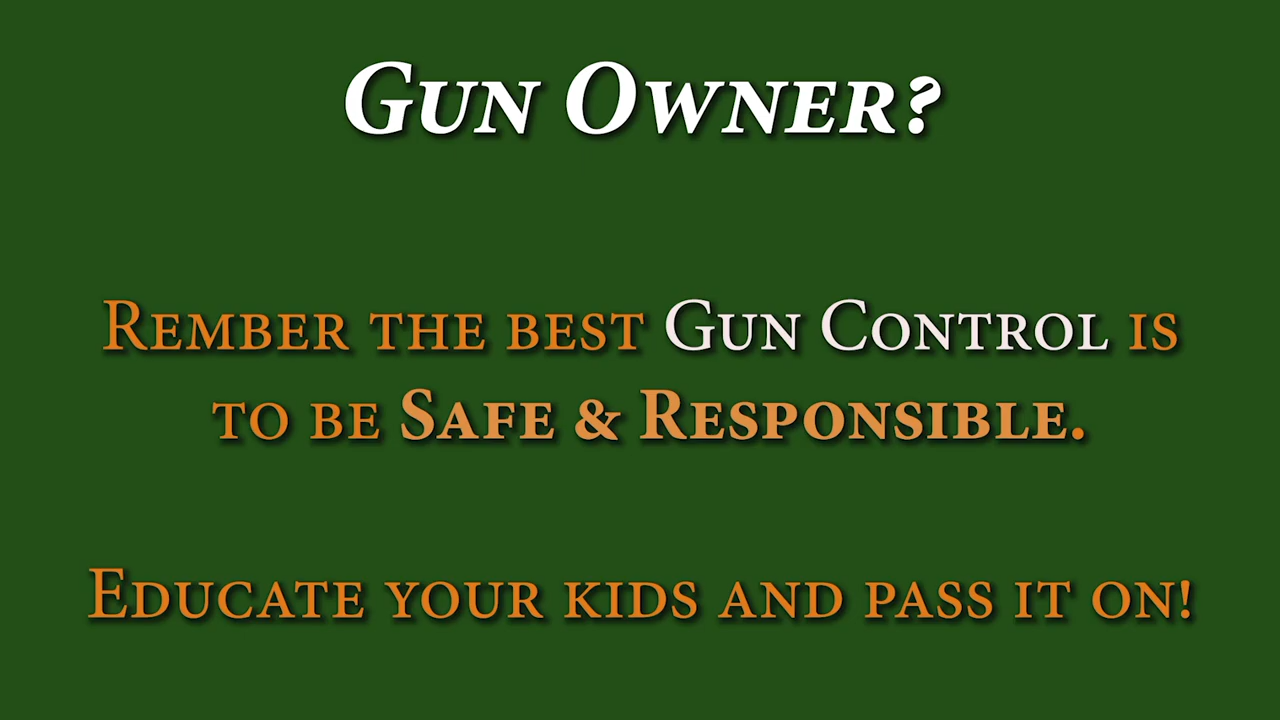 Gun Owner?
Rember the best Gun Control is
to be Safe & Responsible.
Educate your kids and pass it on!